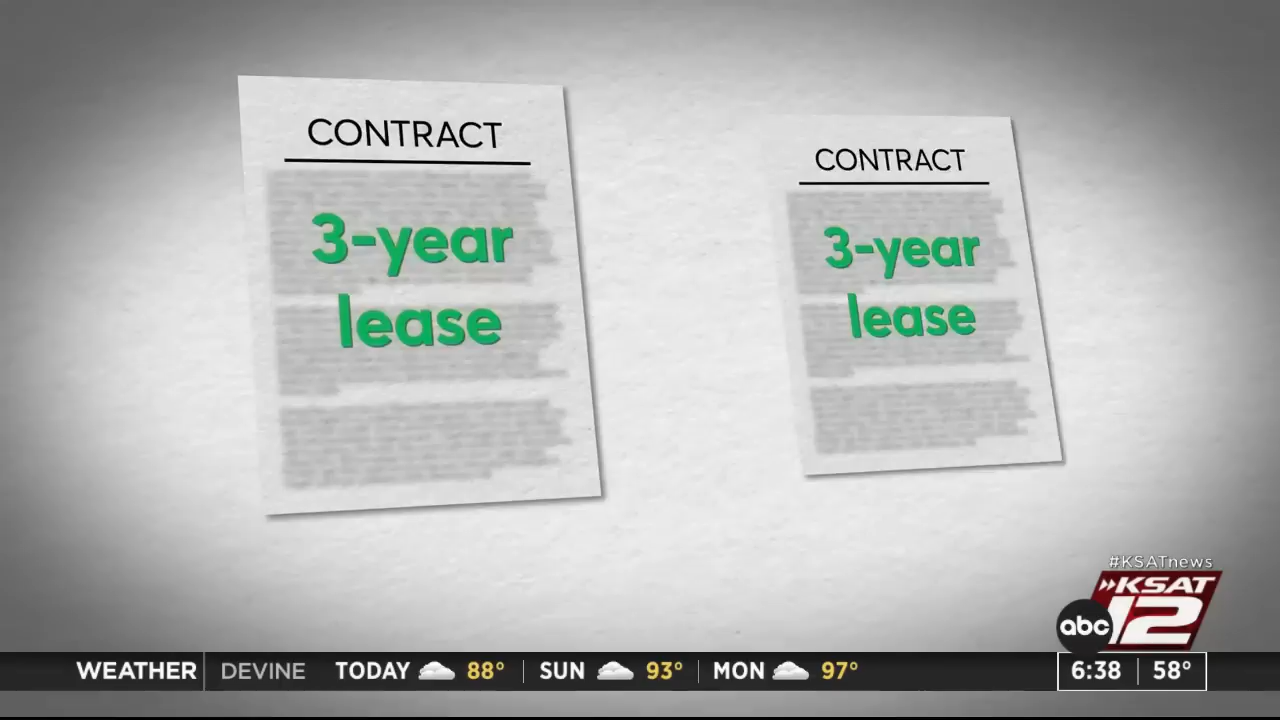 CONTRACT
3-year
lease
CONTRACT
3-year
lease
#KSATnews
KSAT
abc 12
WEATHER DEVINE TODAY 88° SUN 93° MON 97° 6:38 58°